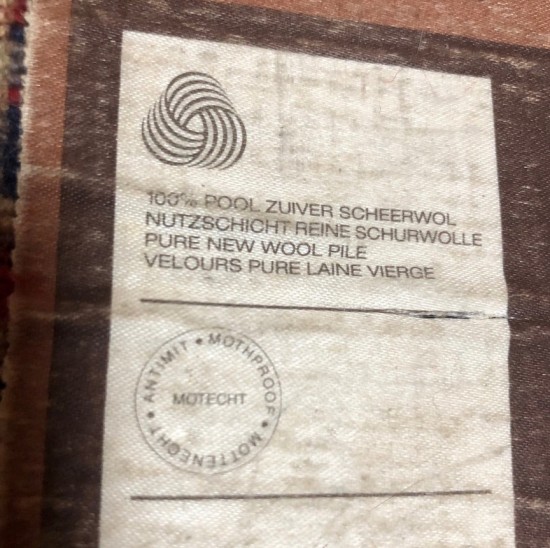 100% POOL ZUIVER SCHEERWOL
NUTZSCHICHT REINE SCHURWOLLE
PURE NEW WOOL PILE
VELOURS PURE LAINE VIERGE
ANTIMIT • MOTHPROOF • MOTTENECHT •
MOTECHT